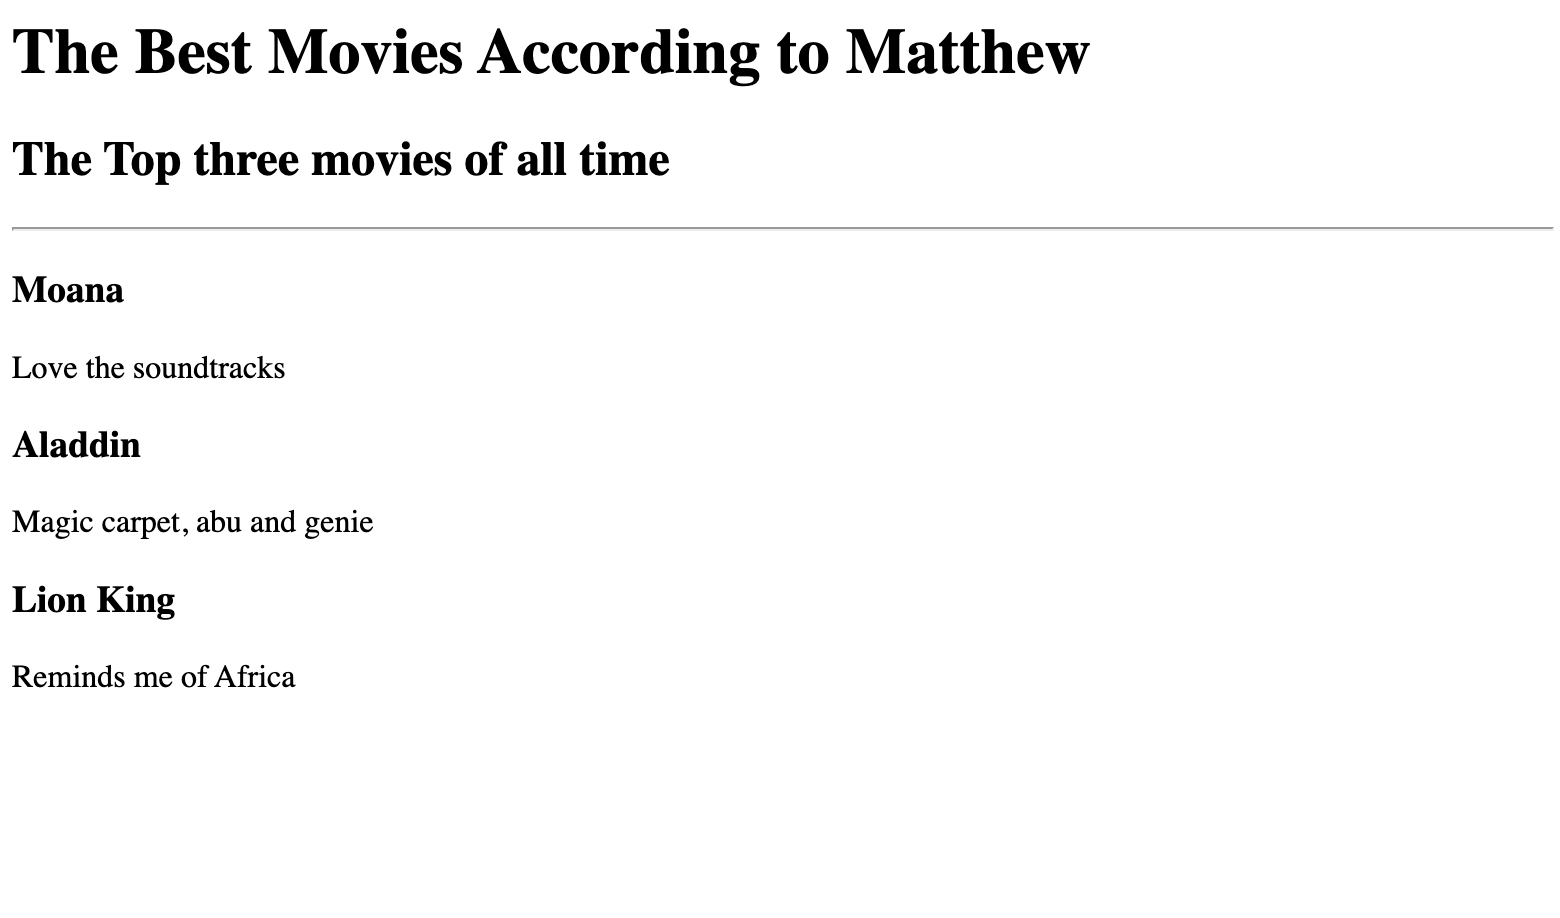 The Best Movies According to Matthew
The Top three movies of all time
Moana
Love the soundtracks
Aladdin
Magic carpet, abu and genie
Lion King
Reminds me of Africa